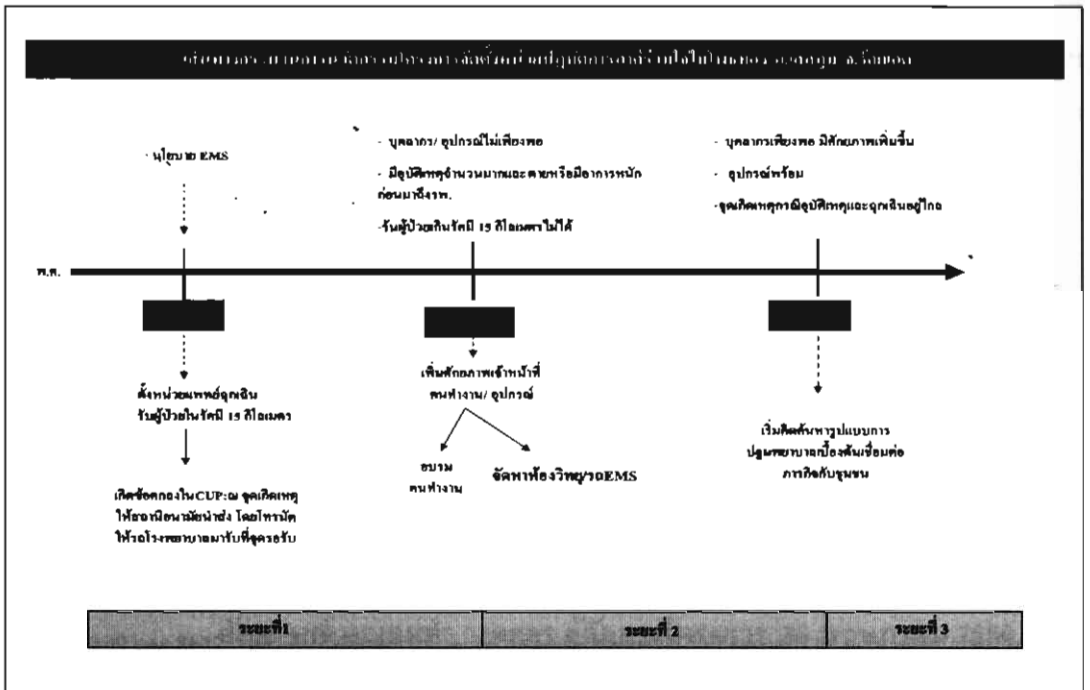 - นโยบาย EMS
- บุคลากร/ อุปกรณ์ไม่เพียงพอ
- มีอุบัติเหตุจำนวนมากและตายหรือมีอาการหนัก
ก่อนมาถึงรพ.
-รับผู้ป่วยเกินรัศมี 15 กิโลเมตรไม่ได้
- บุคลากรเพียงพอ มีศักยภาพเพิ่มขึ้น
- อุปกรณ์พร้อม
-จุดเกิดเหตุกรณีอุบัติเหตุและฉุกเฉินอยู่ไกล
พ.ศ.
ตั้งหน่วยแพทย์ฉุกเฉิน
รับผู้ป่วยในรัศมี 15 กิโลเมตร
เกิดข้อตกลงใน CUP:ณ จุดเกิดเหตุ
ให้สถานีอนามัยนำส่ง โดยโทรนัด
ให้รถโรงพยาบาลมารับที่จุดรอรับ
เพิ่มศักยภาพเจ้าหน้าที่
คนทำงาน/ อุปกรณ์
อบรม
คนทำงาน
จัดหาห้องวิทยุ/รถEMS
เริ่มคิดค้นหารูปแบบการ
ปฐมพยาบาลเบื้องต้นเชื่อมต่อ
ภารกิจกับชุมชน
ระยะที่1
ระยะที่ 2
ระยะที่ 3